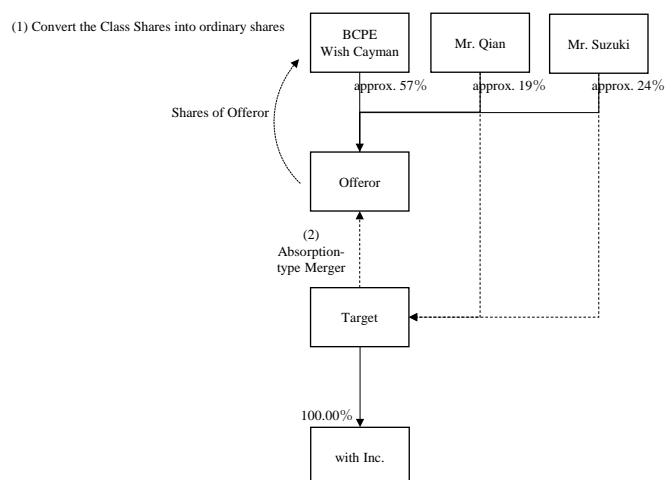 (1) Convert the Class Shares into ordinary shares
BCPE
Wish Cayman
Mr. Qian
Mr. Suzuki
approx. 57%
approx. 19%
approx. 24%
Shares of Offeror
Offeror
(2)
Absorption-
type Merger
Target
100.00%
with Inc.